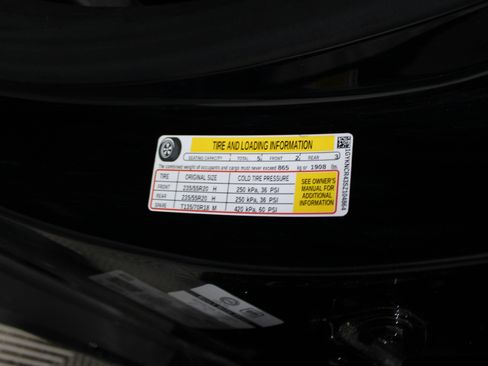 TIRE AND LOADING INFORMATION
SEATING CAPACITY TOTAL 5 FRONT 2 REAR 3
The combined weight of occupants and cargo must never exceed 865 kg or 1908 lbs.
TIRE ORIGINAL SIZE COLD TIRE PRESSURE
FRONT 235/55R20 H 250 kPa, 36 PSI
REAR 235/55R20 H 250 kPa, 36 PSI
SPARE T135/70R18 M 420 kPa, 60 PSI
SEE OWNER'S
MANUAL FOR
ADDITIONAL
INFORMATION